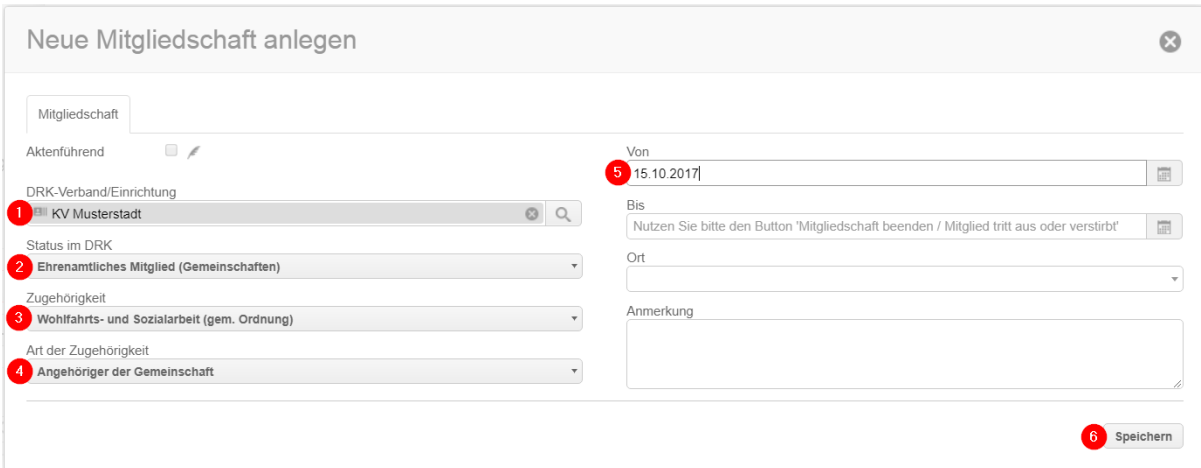 Neue Mitgliedschaft anlegen
Mitgliedschaft
Aktenführend
DRK-Verband/Einrichtung
1 KV Musterstadt
Status im DRK
2 Ehrenamtliches Mitglied (Gemeinschaften)
Zugehörigkeit
3 Wohlfahrts- und Sozialarbeit (gem. Ordnung)
Art der Zugehörigkeit
4 Angehöriger der Gemeinschaft
Von
5 15.10.2017
Bis
Nutzen Sie bitte den Button 'Mitgliedschaft beenden / Mitglied tritt aus oder verstirbt'
Ort
Anmerkung
6 Speichern